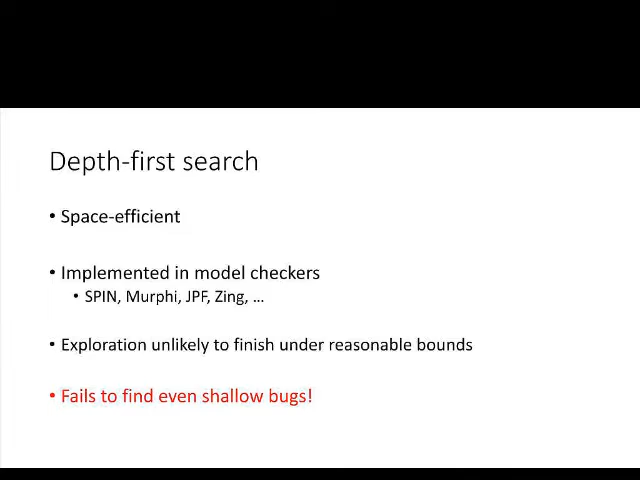 Depth-first search
• Space-efficient
• Implemented in model checkers
• SPIN, Murphi, JPF, Zing, ...
• Exploration unlikely to finish under reasonable bounds
• Fails to find even shallow bugs!